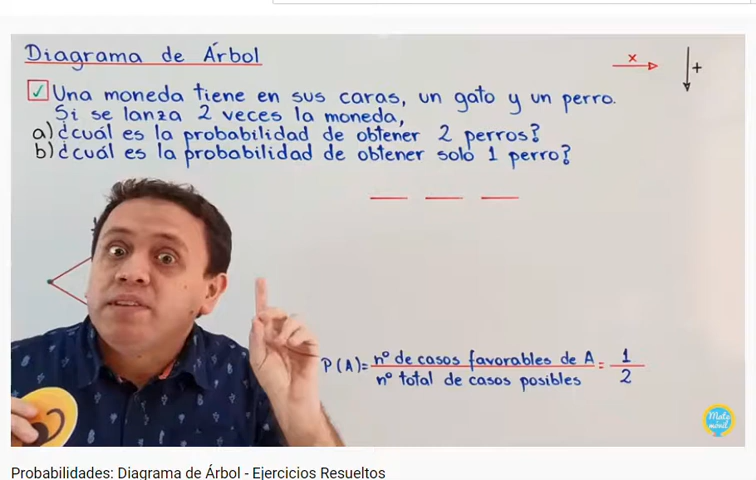 Diagrama de Árbol
x
+
✓ Una moneda tiene en sus caras, un gato y un perro.
Si se lanza 2 veces la moneda,
a) ¿cuál es la probabilidad de obtener 2 perros?
b) ¿cuál es la probabilidad de obtener solo 1 perro?
P(A)= nº de casos favorables de A = 1
nº total de casos posibles 2
Mate
móvil
Probabilidades: Diagrama de Árbol - Ejercicios Resueltos